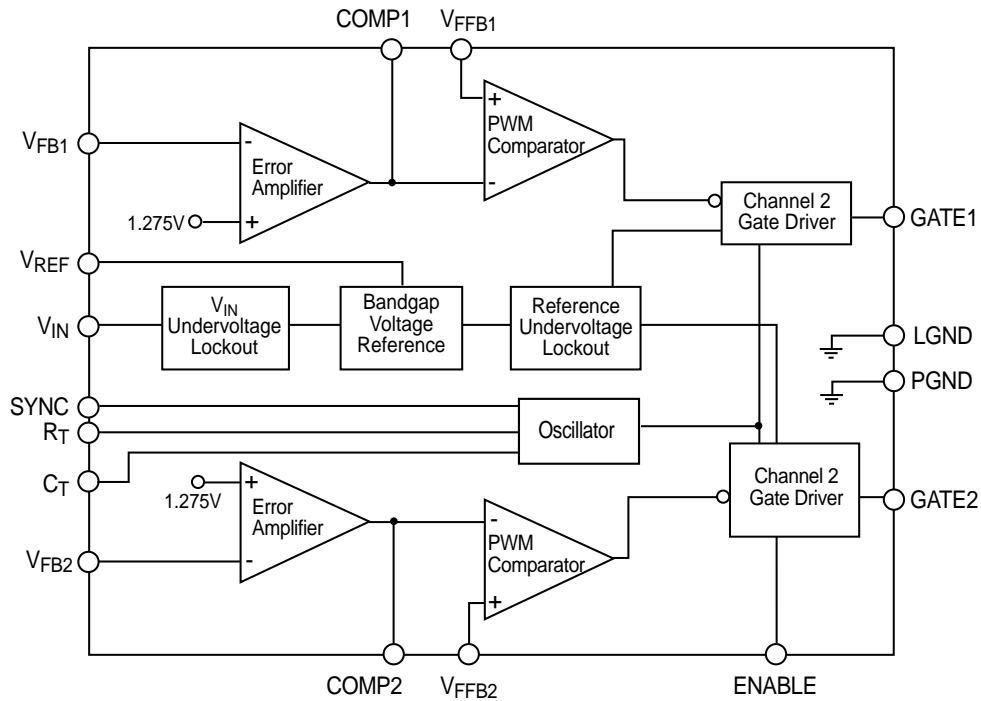 COMP1
VFFB1
VFB1
-
Error
Amplifier
1.275V
+
+
PWM
Comparator
-
Channel 2
Gate Driver
GATE1
VREF
VIN
VIN
Undervoltage
Lockout
Bandgap
Voltage
Reference
Reference
Undervoltage
Lockout
LGND
PGND
SYNC
RT
CT
Oscillator
1.275V
+
Error
Amplifier
-
VFB2
-
PWM
Comparator
+
Channel 2
Gate Driver
GATE2
COMP2
VFFB2
ENABLE